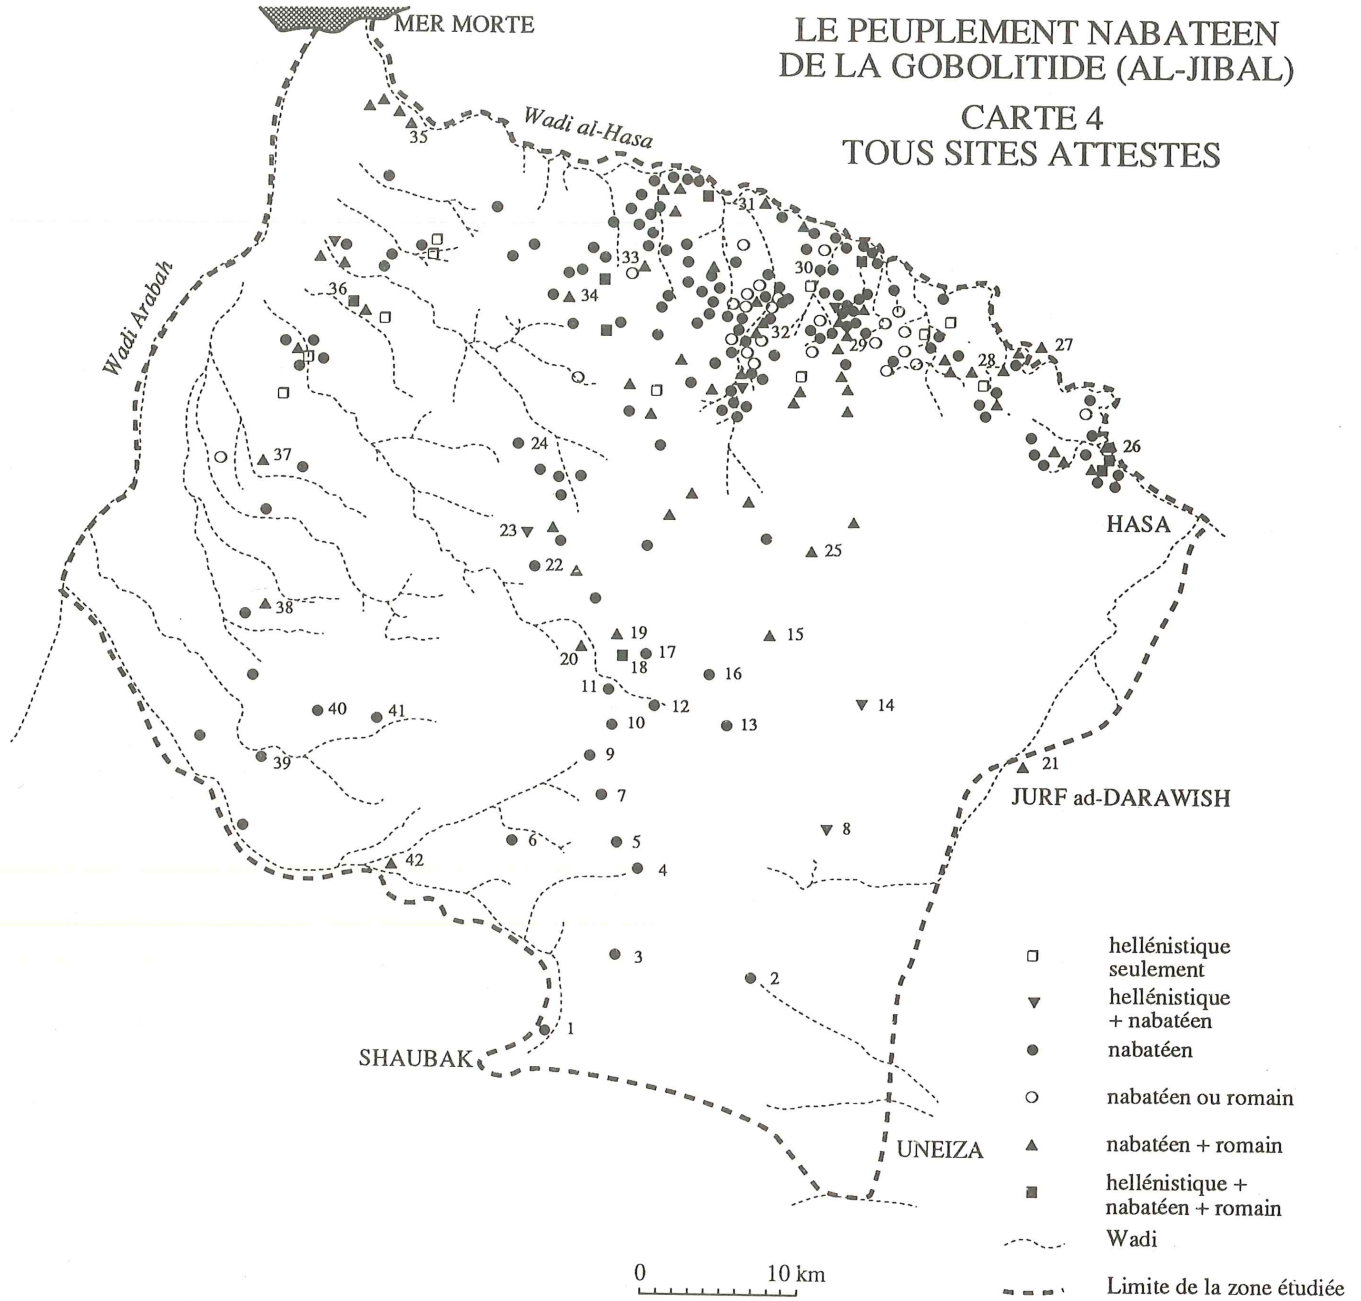 LE PEUPLEMENT NABATEEN
DE LA GOBOLITIDE (AL-JIBAL)
CARTE 4
TOUS SITES ATTESTES
MER MORTE
Wadi al-Hasa
Wadi Arabah
35
31
33
30
34
36
32
29
28
27
26
24
37
23
HASA
25
22
38
19
15
20
18
17
16
11
12
14
40
41
10
13
9
39
21
JURF ad-DARAWISH
7
8
6
5
42
4
3
2
1
SHAUBAK
UNEIZA
hellénistique
seulement
hellénistique
+ nabatéen
nabatéen
nabatéen ou romain
nabatéen + romain
hellénistique +
nabatéen + romain
Wadi
Limite de la zone étudiée
0 10 km